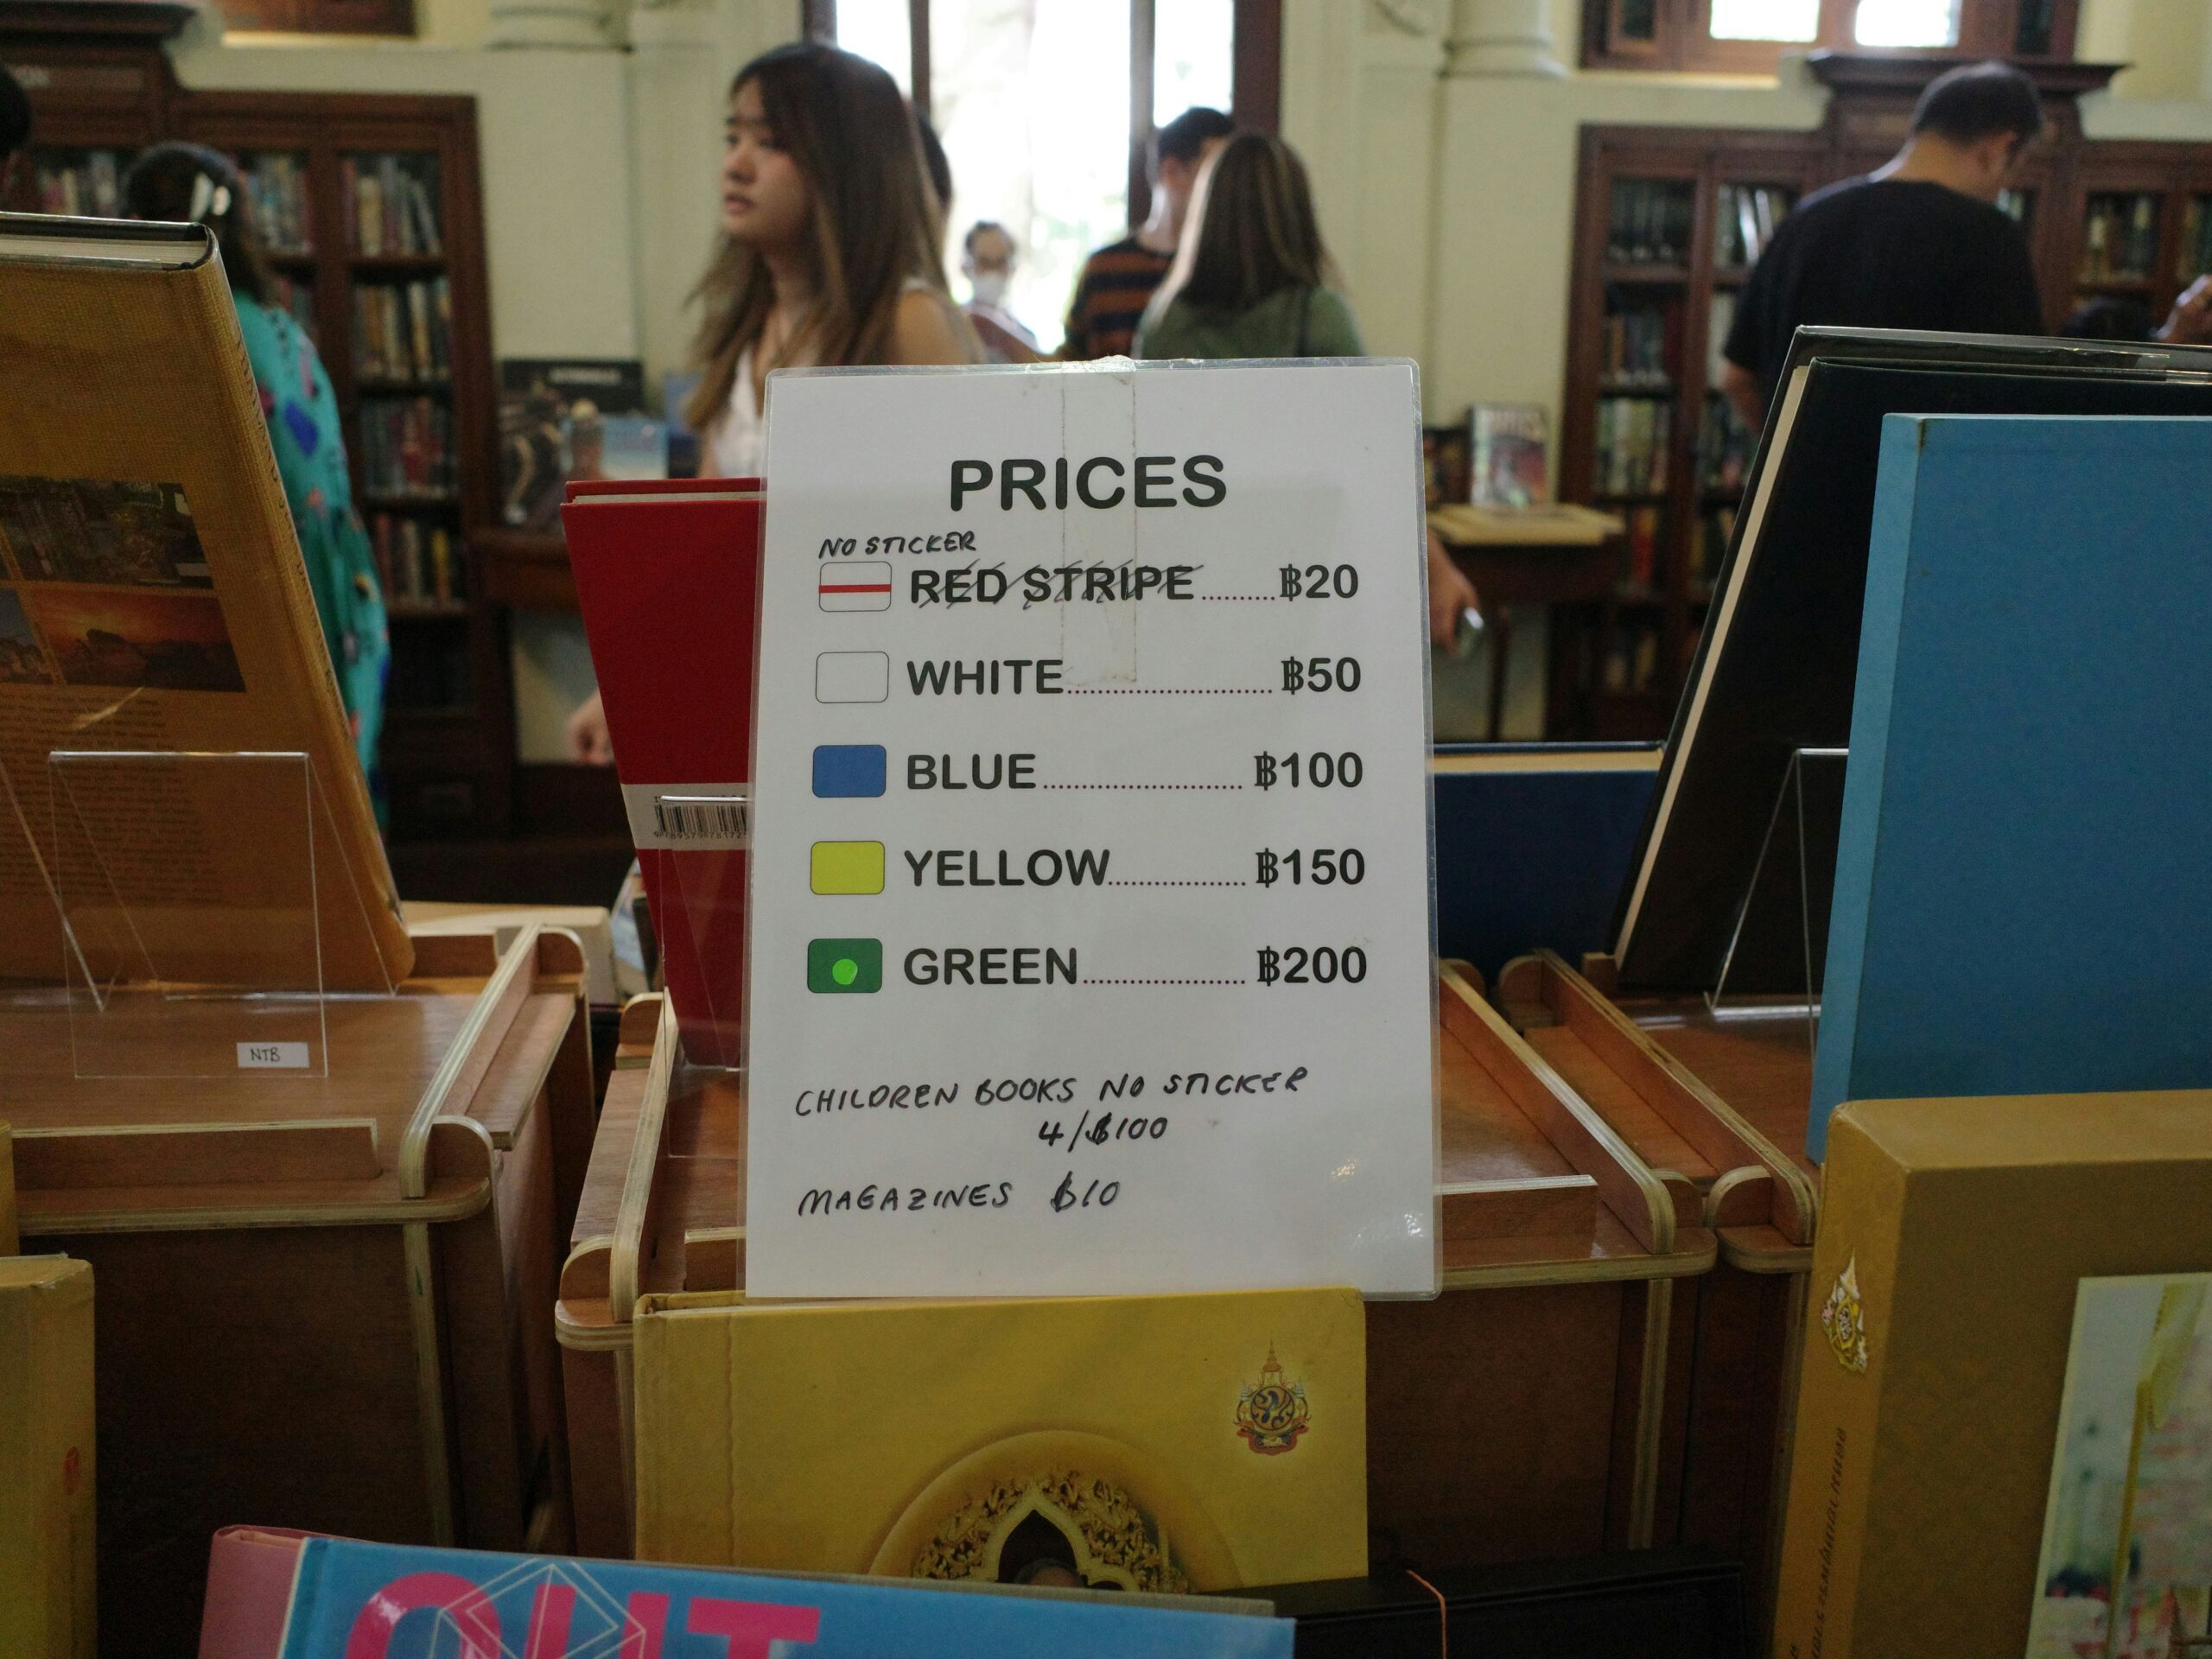 PRICES
NO STICKER
RED STRIPE..........฿20
WHITE..........................฿50
BLUE.........................฿100
YELLOW.................฿150
GREEN....................฿200
CHILDREN BOOKS NO STICKER
4/฿100
MAGAZINES ฿10
NTB
OUT